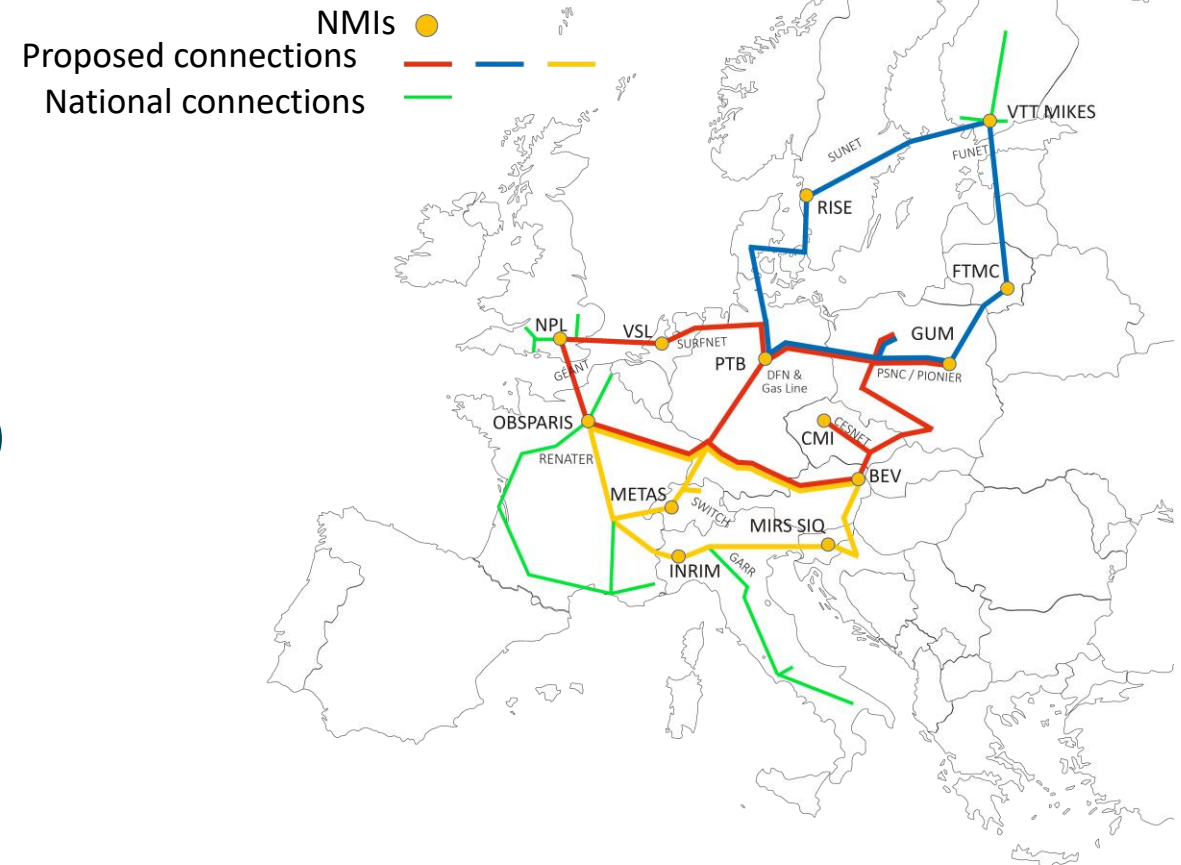 NMIs
Proposed connections
National connections
VTT MIKES
SUNET
FUNET
RISE
FTMC
NPL
VSL
SURFNET
GUM
GÉANT
PTB
DFN &
Gas Line
PSNC / PIONIER
OBSPARIS
CESNET
CMI
RENATER
BEV
METAS
SWITCH
MIRS SIQ
GARR
INRIM